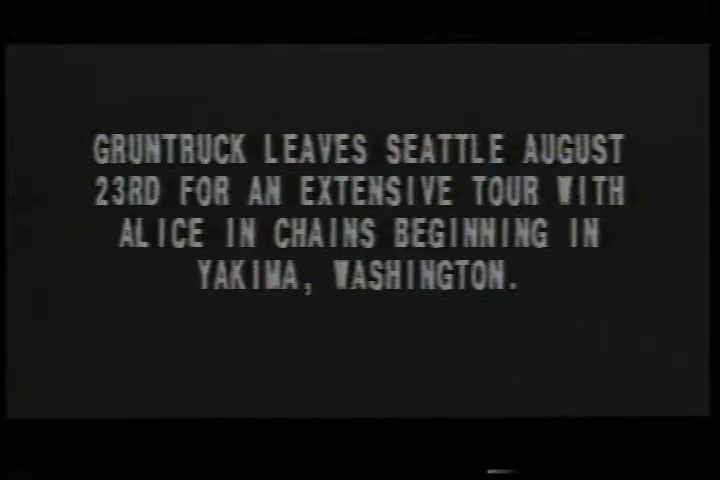 GRUNTRUCK LEAVES SEATTLE AUGUST
23RD FOR AN EXTENSIVE TOUR WITH
ALICE IN CHAINS BEGINNING IN
YAKIMA, WASHINGTON.